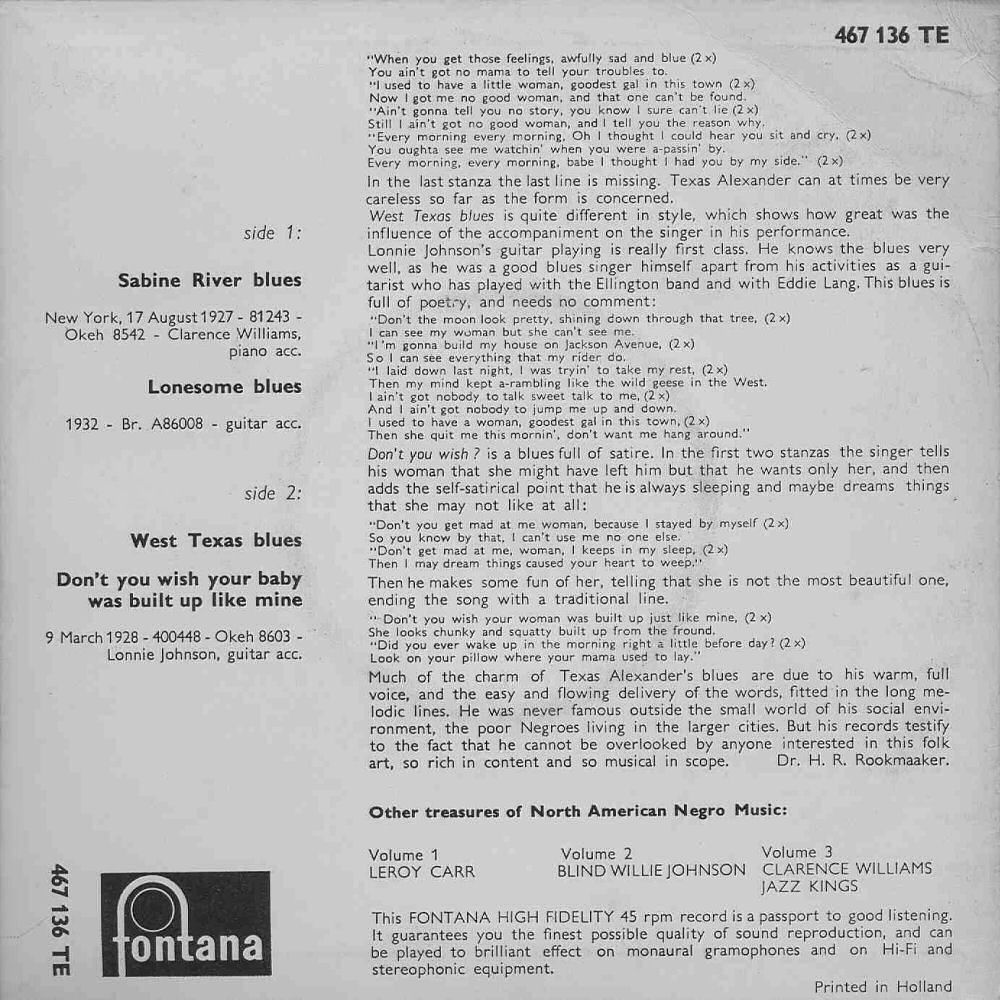 467 136 TE
side 1:
Sabine River blues
New York, 17 August 1927 - 81243 -
Okeh 8542 - Clarence Williams,
piano acc.
Lonesome blues
1932 - Br. A86008 - guitar acc.
side 2:
West Texas blues
Don't you wish your baby
was built up like mine
9 March 1928 - 400448 - Okeh 8603 -
Lonnie Johnson, guitar acc.
"When you get those feelings, awfully sad and blue (2 x)
You ain't got no mama to tell your troubles to.
"I used to have a little woman, goodest gal in this town (2 x)
Now I got me no good woman, and that one can't be found.
"Ain't gonna tell you no story, you know I sure can't lie (2 x)
Still I ain't got no good woman, and I tell you the reason why.
"Every morning every morning, Oh I thought I could hear you sit and cry, (2 x)
You oughta see me watchin' when you were a-passin' by.
Every morning, every morning, babe I thought I had you by my side." (2 x)
In the last stanza the last line is missing. Texas Alexander can at times be very
careless so far as the form is concerned.
West Texas blues is quite different in style, which shows how great was the
influence of the accompaniment on the singer in his performance.
Lonnie Johnson's guitar playing is really first class. He knows the blues very
well, as he was a good blues singer himself apart from his activities as a gui-
tarist who has played with the Ellington band and with Eddie Lang. This blues is
full of poetry, and needs no comment:
"Don't the moon look pretty, shining down through that tree, (2 x)
I can see my woman but she can't see me.
"I'm gonna build my house on Jackson Avenue, (2 x)
So I can see everything that my rider do.
"I laid down last night, I was tryin' to take my rest, (2 x)
Then my mind kept a-rambling like the wild geese in the West.
I ain't got nobody to talk sweet talk to me, (2 x)
And I ain't got nobody to jump me up and down.
I used to have a woman, goodest gal in this town, (2 x)
Then she quit me this mornin', don't want me hang around."
Don't you wish ? is a blues full of satire. In the first two stanzas the singer tells
his woman that she might have left him but that he wants only her, and then
adds the self-satirical point that he is always sleeping and maybe dreams things
that she may not like at all:
"Don't you get mad at me woman, because I stayed by myself (2 x)
So you know by that, I can't use me no one else.
"Don't get mad at me, woman, I keeps in my sleep, (2 x)
Then I may dream things caused your heart to weep."
Then he makes some fun of her, telling that she is not the most beautiful one,
ending the song with a traditional line.
"Don't you wish your woman was built up just like mine, (2 x)
She looks chunky and squatty built up from the fround.
"Did you ever wake up in the morning right a little before day? (2 x)
Look on your pillow where your mama used to lay."
Much of the charm of Texas Alexander's blues are due to his warm, full
voice, and the easy and flowing delivery of the words, fitted in the long me-
lodic lines. He was never famous outside the small world of his social envi-
ronment, the poor Negroes living in the larger cities. But his records testify
to the fact that he cannot be overlooked by anyone interested in this folk
art, so rich in content and so musical in scope. Dr. H. R. Rookmaaker.
Other treasures of North American Negro Music:
Volume 1
LEROY CARR
Volume 2
BLIND WILLIE JOHNSON
Volume 3
CLARENCE WILLIAMS
JAZZ KINGS
This FONTANA HIGH FIDELITY 45 rpm record is a passport to good listening.
It guarantees you the finest possible quality of sound reproduction, and can
be played to brilliant effect on monaural gramophones and on Hi-Fi and
stereophonic equipment.
Printed in Holland
467 136 TE
fontana